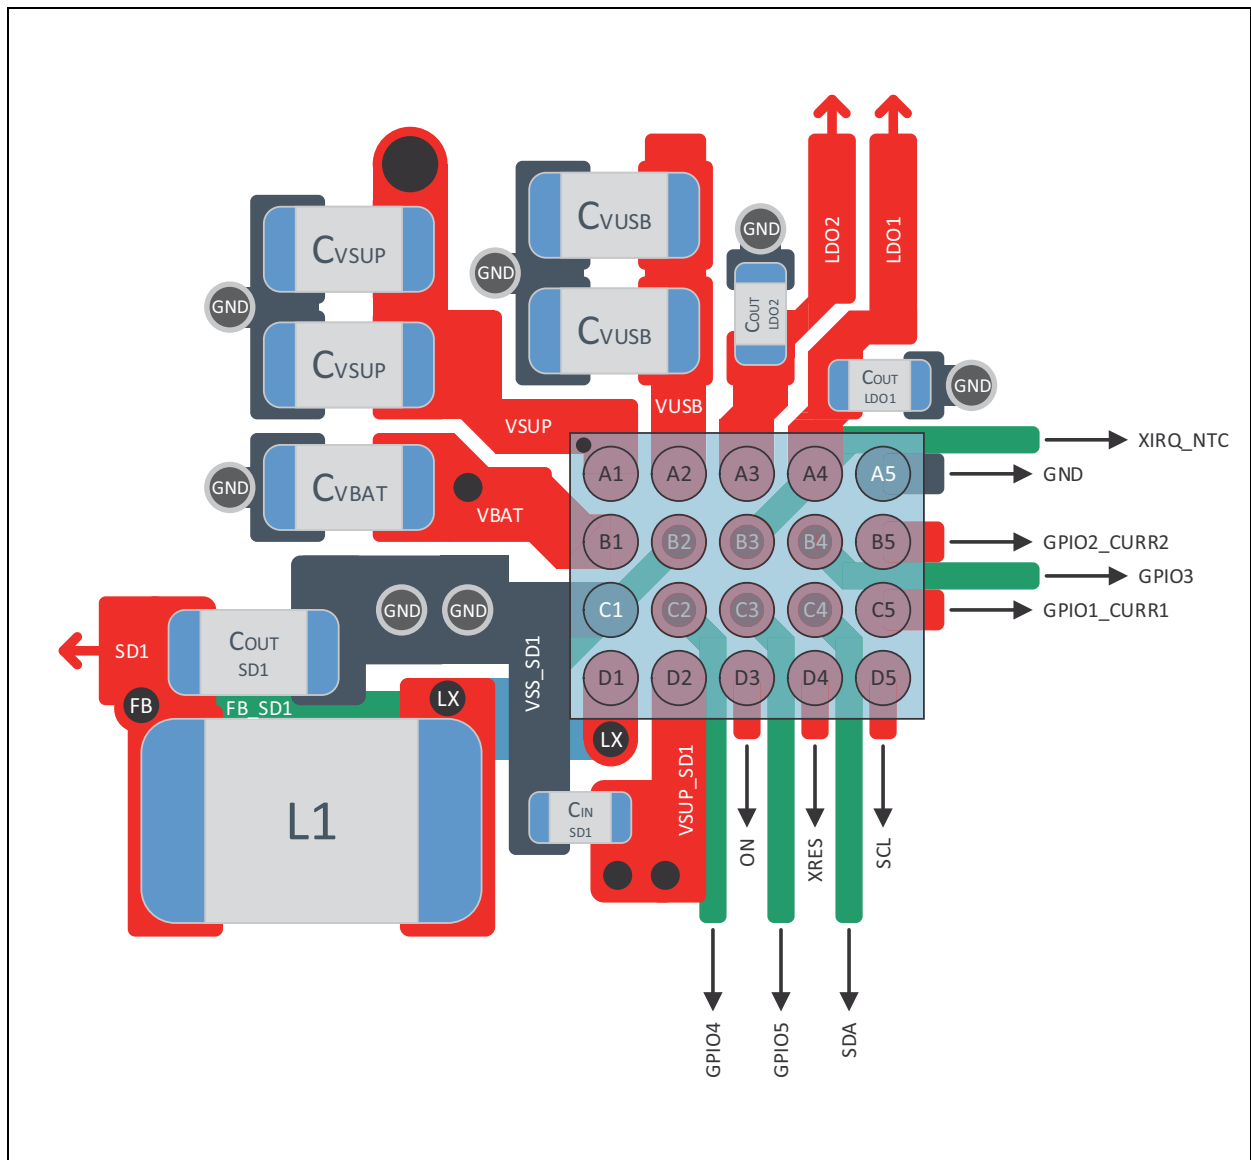 LDO2
LDO1
GND
CVUSB
CVSUP
GND
GND
COUT
LDO2
CVUSB
CVSUP
COUT
LDO1
GND
VUSB
VSUP
XIRQ_NTC
A1 A2 A3 A4 A5
GND
GND
CVBAT
VBAT
B1 B2 B3 B4 B5
GPIO2_CURR2
GPIO3
GND GND
C1 C2 C3 C4 C5
GPIO1_CURR1
SD1
COUT
SD1
VSS_SD1
D1 D2 D3 D4 D5
FB
FB_SD1
LX
LX
L1
CIN
SD1
VSUP_SD1
ON
XRES
SCL
GPIO4
GPIO5
SDA